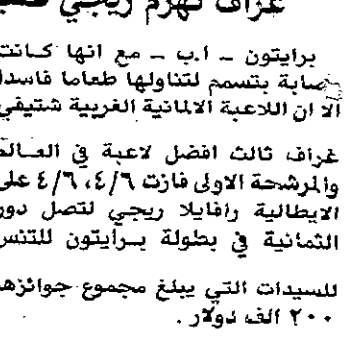 غراف تهزم ريجي
برايتون - ا.ب - مع انها كانت
صابة بتسمم لتناولها طعاما فاسدا
الا ان اللاعبة الالمانية الغربية شتيفي
غراف ثالث افضل لاعبة في العالم
والمرشحة الاولى فازت ٤/٦، ٤/٦ على
الايطالية رافايلا ريجي لتصل دور
الثمانية في بطولة برايتون للتنس
للسيدات التي يبلغ مجموع جوائزها
٢٠٠ الف دولار .